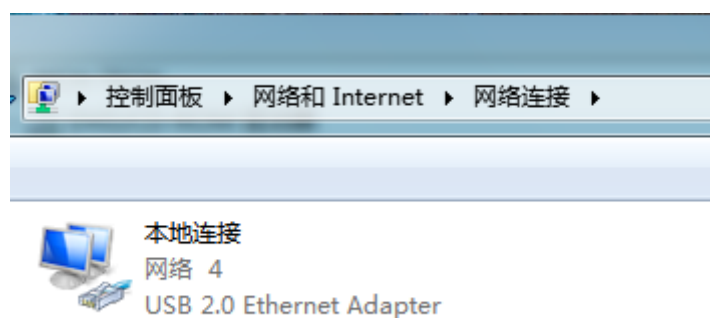 控制面板 ▸ 网络和 Internet ▸ 网络连接 ▸
本地连接
网络 4
USB 2.0 Ethernet Adapter